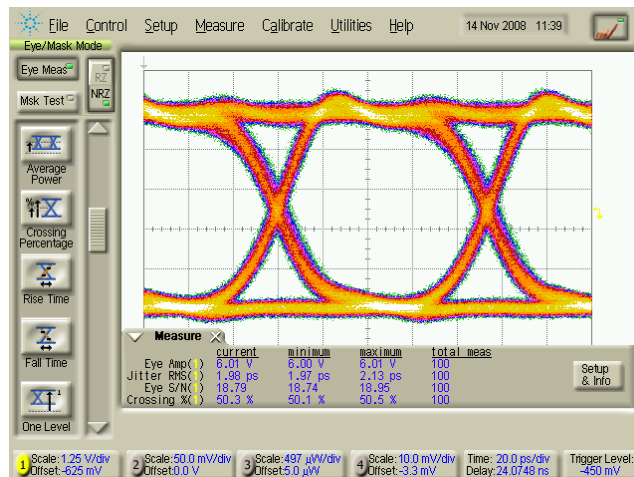 File Control Setup Measure Calibrate Utilities Help 14 Nov 2008 11:39
Eye/Mask Mode
Eye Meas
RZ
NRZ
Msk Test
Average
Power
Crossing
Percentage
Rise Time
Fall Time
One Level
Measure
current minimum maximum total meas
Eye Amp(1) 6.01 V 6.00 V 6.01 V 100
Jitter RMS(1) 1.98 ps 1.97 ps 2.13 ps 100
Eye S/N(1) 18.79 18.74 18.95 100
Crossing %(1) 50.3 % 50.1 % 50.5 % 100
Setup
& Info
1 Scale:1.25 V/div 2 Scale:50.0 mV/div 3 Scale:497 µW/div 4 Scale:10.0 mV/div Time: 20.0 ps/div Trigger Level:
Offset:-625 mV Offset:0.0 V Offset:5.0 µW Offset:-3.3 mV Delay:24.0748 ns -450 mV